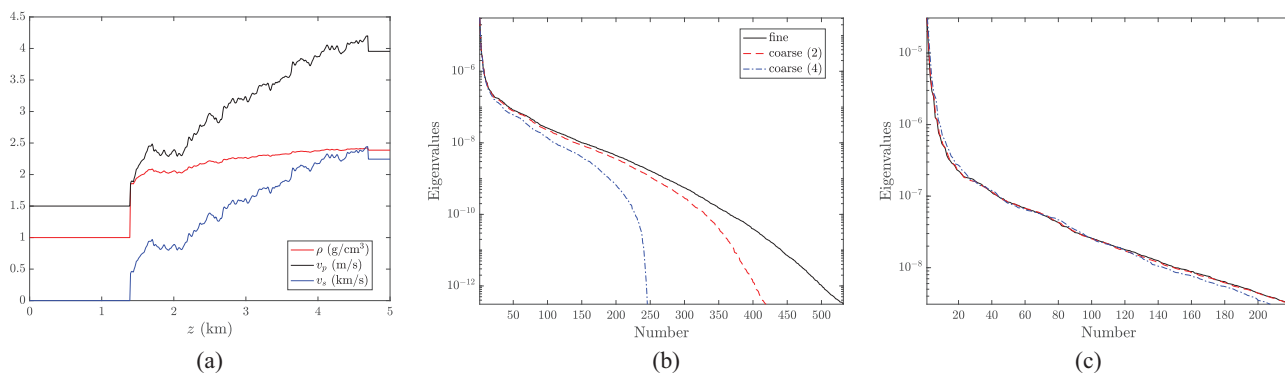 4.5
4
3.5
3
2.5
2
1.5
1
0.5
0
0 1 2 3 4 5
z (km)
ρ (g/cm³)
v_p (m/s)
v_s (km/s)
(a)
Eigenvalues
10⁻⁶
10⁻⁸
10⁻¹⁰
10⁻¹²
50 100 150 200 250 300 350 400 450 500
Number
fine
coarse (2)
coarse (4)
(b)
Eigenvalues
10⁻⁵
10⁻⁶
10⁻⁷
10⁻⁸
20 40 60 80 100 120 140 160 180 200
Number
(c)